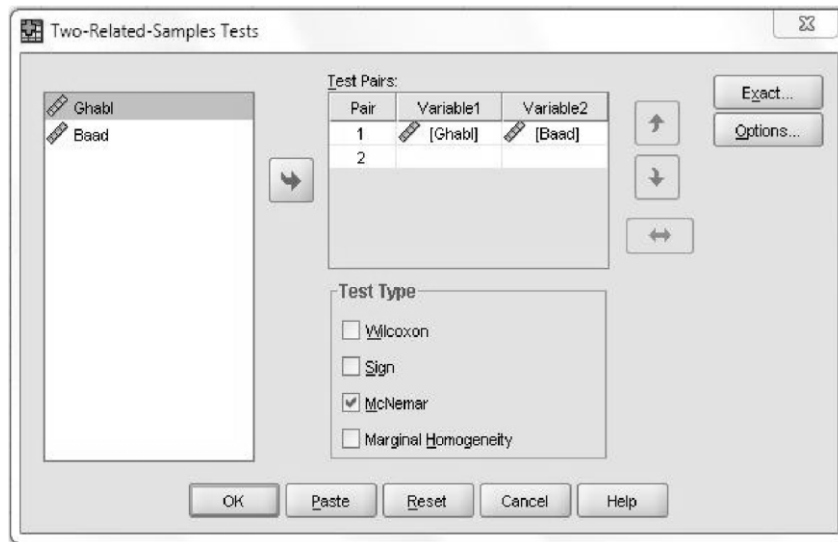 Two-Related-Samples Tests
Ghabl
Baad
Test Pairs:
Pair Variable1 Variable2
1 [Ghabl] [Baad]
2
Exact...
Options...
Test Type
Wilcoxon
Sign
McNemar
Marginal Homogeneity
OK Paste Reset Cancel Help